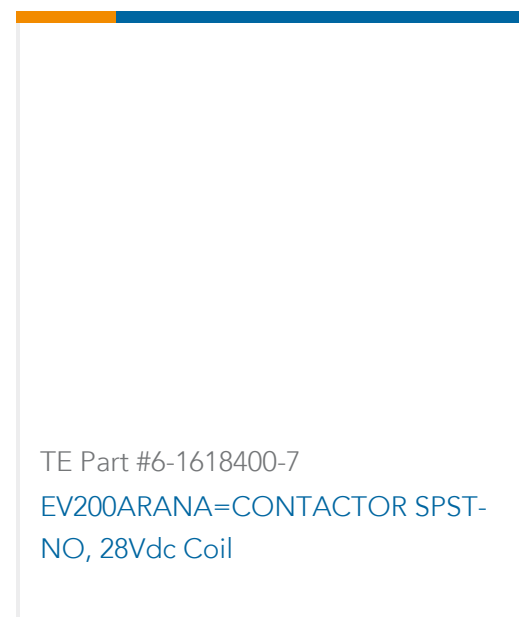 TE Part #6-1618400-7
EV200ARANA=CONTACTOR SPST-
NO, 28Vdc Coil